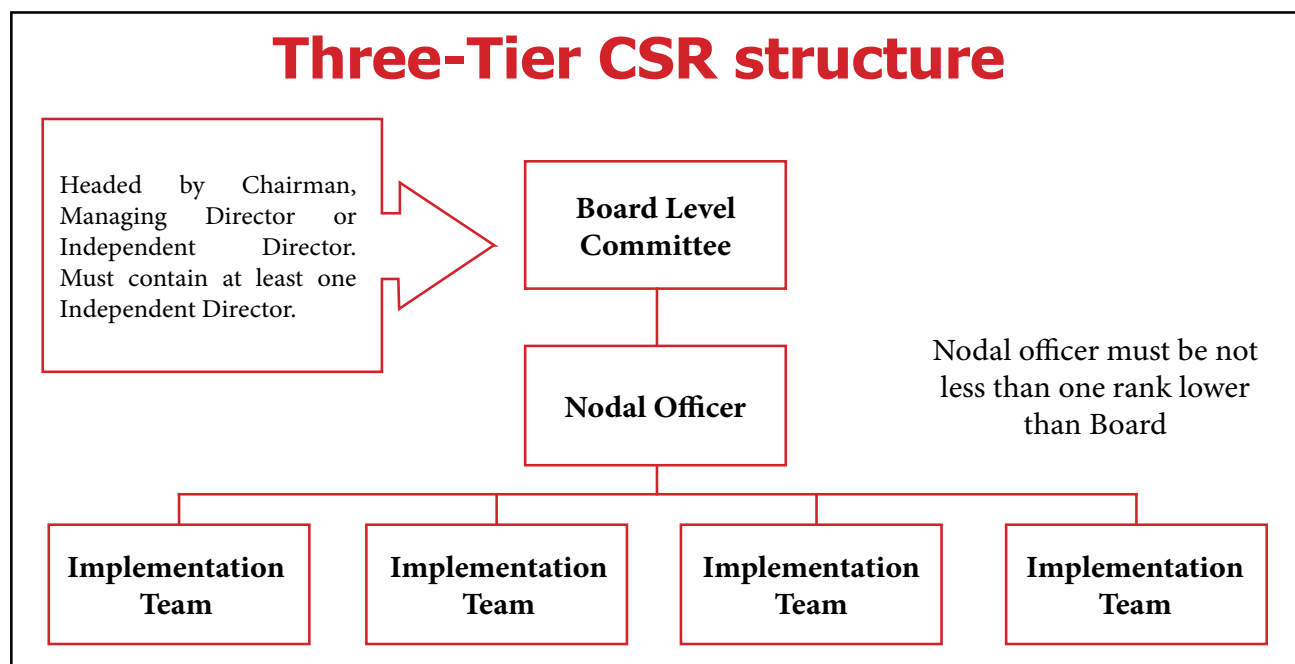 Three-Tier CSR structure
Headed by Chairman,
Managing Director or
Independent Director.
Must contain at least one
Independent Director.
Board Level
Committee
Nodal Officer
Nodal officer must be not
less than one rank lower
than Board
Implementation
Team
Implementation
Team
Implementation
Team
Implementation
Team